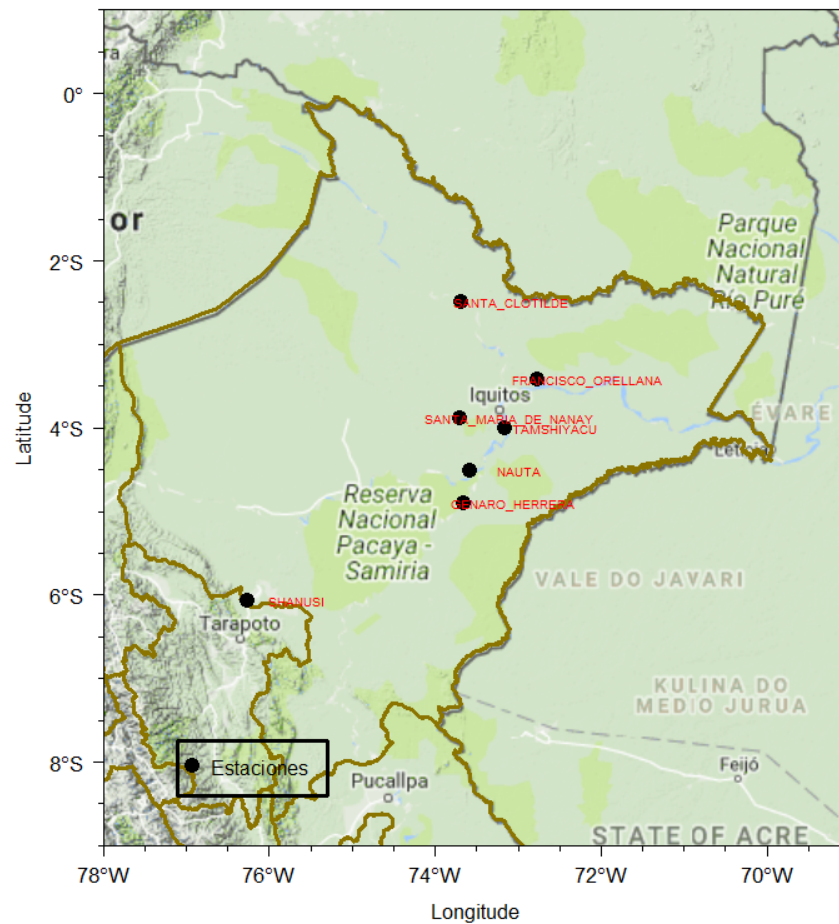 0°
a
or
Parque
Nacional
Natural
Río Puré
2°S
SANTA_CLOTILDE
FRANCISCO_ORELLANA
Iquitos
SANTA_MARIA_DE_NANAY
TAMSHIYACU
ÉVARE
4°S
Leticia
NAUTA
Reserva
Nacional
Pacaya -
Samiria
GENARO_HERRERA
VALE DO JAVARI
6°S
SHANUSI
Tarapoto
KULINA DO
MEDIO JURUA
8°S
Estaciones
Pucallpa
Feijó
STATE OF ACRE
78°W
76°W
74°W
72°W
70°W
Latitude
Longitude